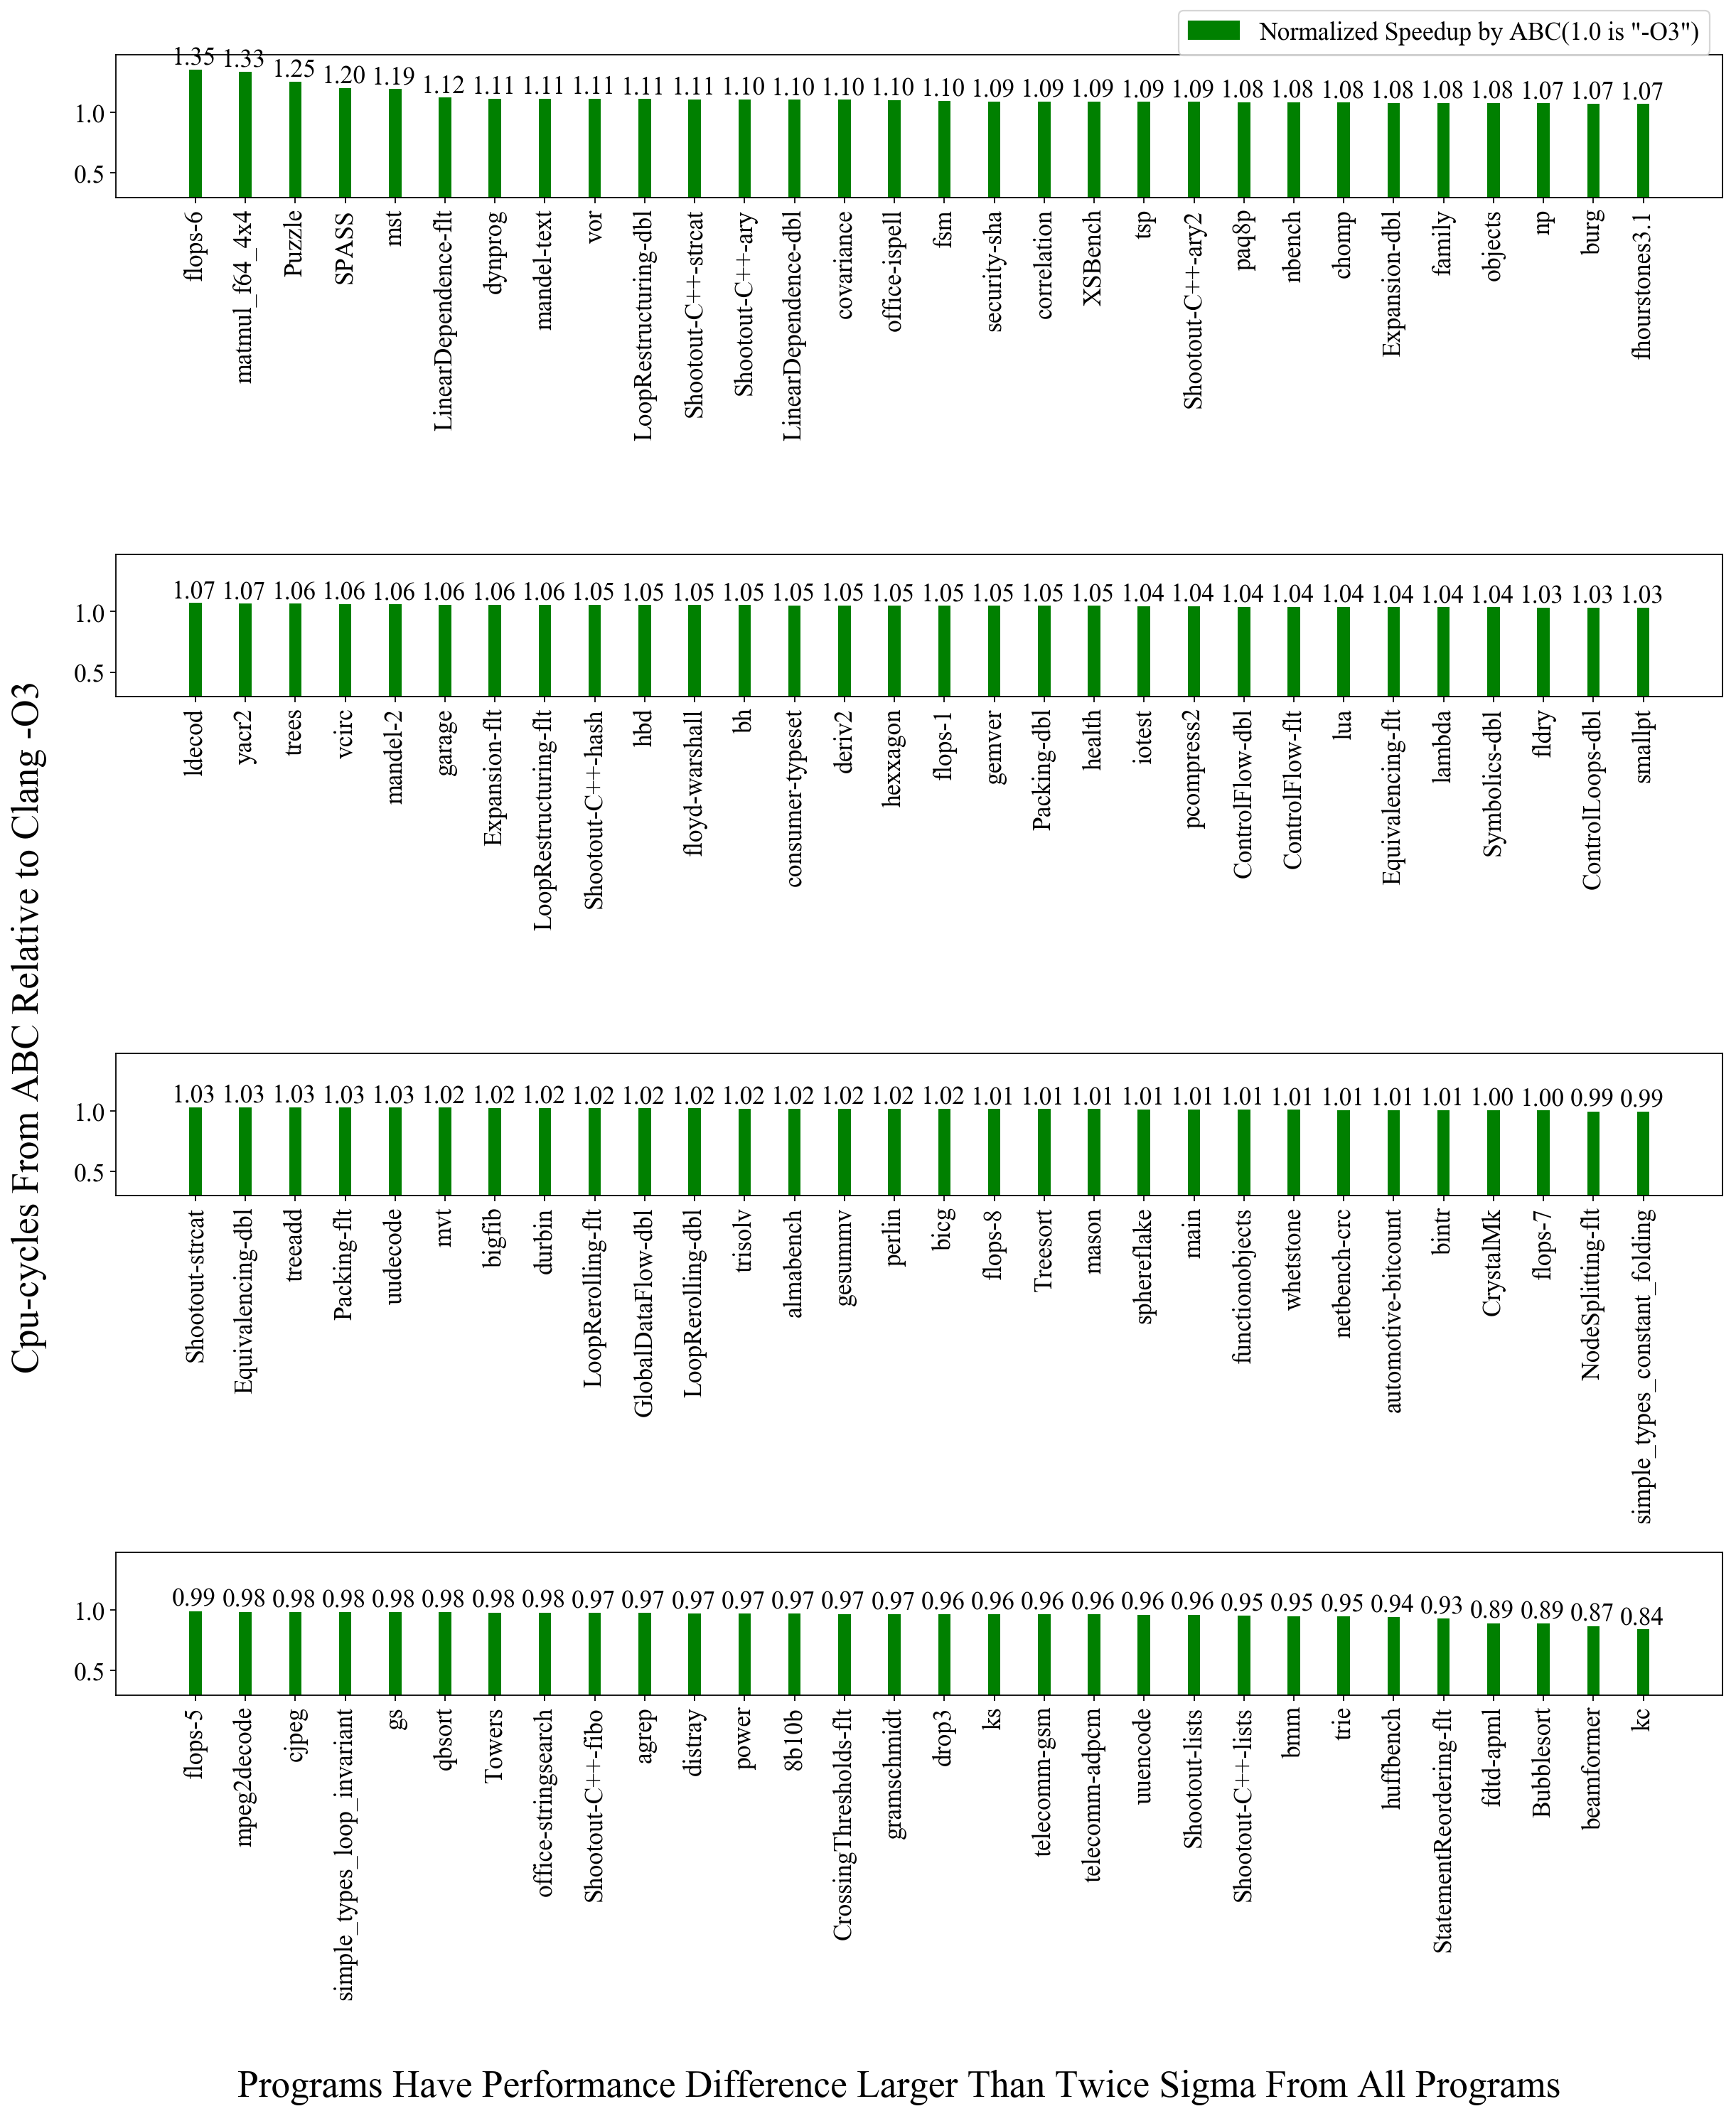 Normalized Speedup by ABC(1.0 is "-O3")
1.35 1.33 1.25 1.20 1.19 1.12 1.11 1.11 1.11 1.11 1.11 1.10 1.10 1.10 1.10 1.10 1.09 1.09 1.09 1.09 1.09 1.08 1.08 1.08 1.08 1.08 1.08 1.07 1.07 1.07
1.0
0.5
flops-6
matmul_f64_4x4
Puzzle
SPASS
mst
LinearDependence-flt
dynprog
mandel-text
vor
LoopRestructuring-dbl
Shootout-C++-strcat
Shootout-C++-ary
LinearDependence-dbl
covariance
office-ispell
fsm
security-sha
correlation
XSBench
tsp
Shootout-C++-ary2
paq8p
nbench
chomp
Expansion-dbl
family
objects
np
burg
fhourstones3.1
1.07 1.07 1.06 1.06 1.06 1.06 1.06 1.06 1.05 1.05 1.05 1.05 1.05 1.05 1.05 1.05 1.05 1.05 1.05 1.04 1.04 1.04 1.04 1.04 1.04 1.04 1.04 1.03 1.03 1.03
1.0
0.5
ldecod
yacr2
trees
vcirc
mandel-2
garage
Expansion-flt
LoopRestructuring-flt
Shootout-C++-hash
hbd
floyd-warshall
bh
consumer-typeset
deriv2
hexxagon
flops-1
gemver
Packing-dbl
health
iotest
pcompress2
ControlFlow-dbl
ControlFlow-flt
lua
Equivalencing-flt
lambda
Symbolics-dbl
fldry
ControlLoops-dbl
smallpt
Cpu-cycles From ABC Relative to Clang -O3
1.03 1.03 1.03 1.03 1.03 1.02 1.02 1.02 1.02 1.02 1.02 1.02 1.02 1.02 1.02 1.02 1.01 1.01 1.01 1.01 1.01 1.01 1.01 1.01 1.01 1.01 1.00 1.00 0.99 0.99
1.0
0.5
Shootout-strcat
Equivalencing-dbl
treeadd
Packing-flt
uudecode
mvt
bigfib
durbin
LoopRerolling-flt
GlobalDataFlow-dbl
LoopRerolling-dbl
trisolv
almabench
gesummv
perlin
bicg
flops-8
Treesort
mason
sphereflake
main
functionobjects
whetstone
netbench-crc
automotive-bitcount
bintr
CrystalMk
flops-7
NodeSplitting-flt
simple_types_constant_folding
0.99 0.98 0.98 0.98 0.98 0.98 0.98 0.98 0.97 0.97 0.97 0.97 0.97 0.97 0.97 0.96 0.96 0.96 0.96 0.96 0.96 0.95 0.95 0.95 0.94 0.93 0.89 0.89 0.87 0.84
1.0
0.5
flops-5
mpeg2decode
cjpeg
simple_types_loop_invariant
gs
qbsort
Towers
office-stringsearch
Shootout-C++-fibo
agrep
distray
power
8b10b
CrossingThresholds-flt
gramschmidt
drop3
ks
telecomm-gsm
telecomm-adpcm
uuencode
Shootout-lists
Shootout-C++-lists
bmm
trie
huffbench
StatementReordering-flt
fdtd-apml
Bubblesort
beamformer
kc
Programs Have Performance Difference Larger Than Twice Sigma From All Programs